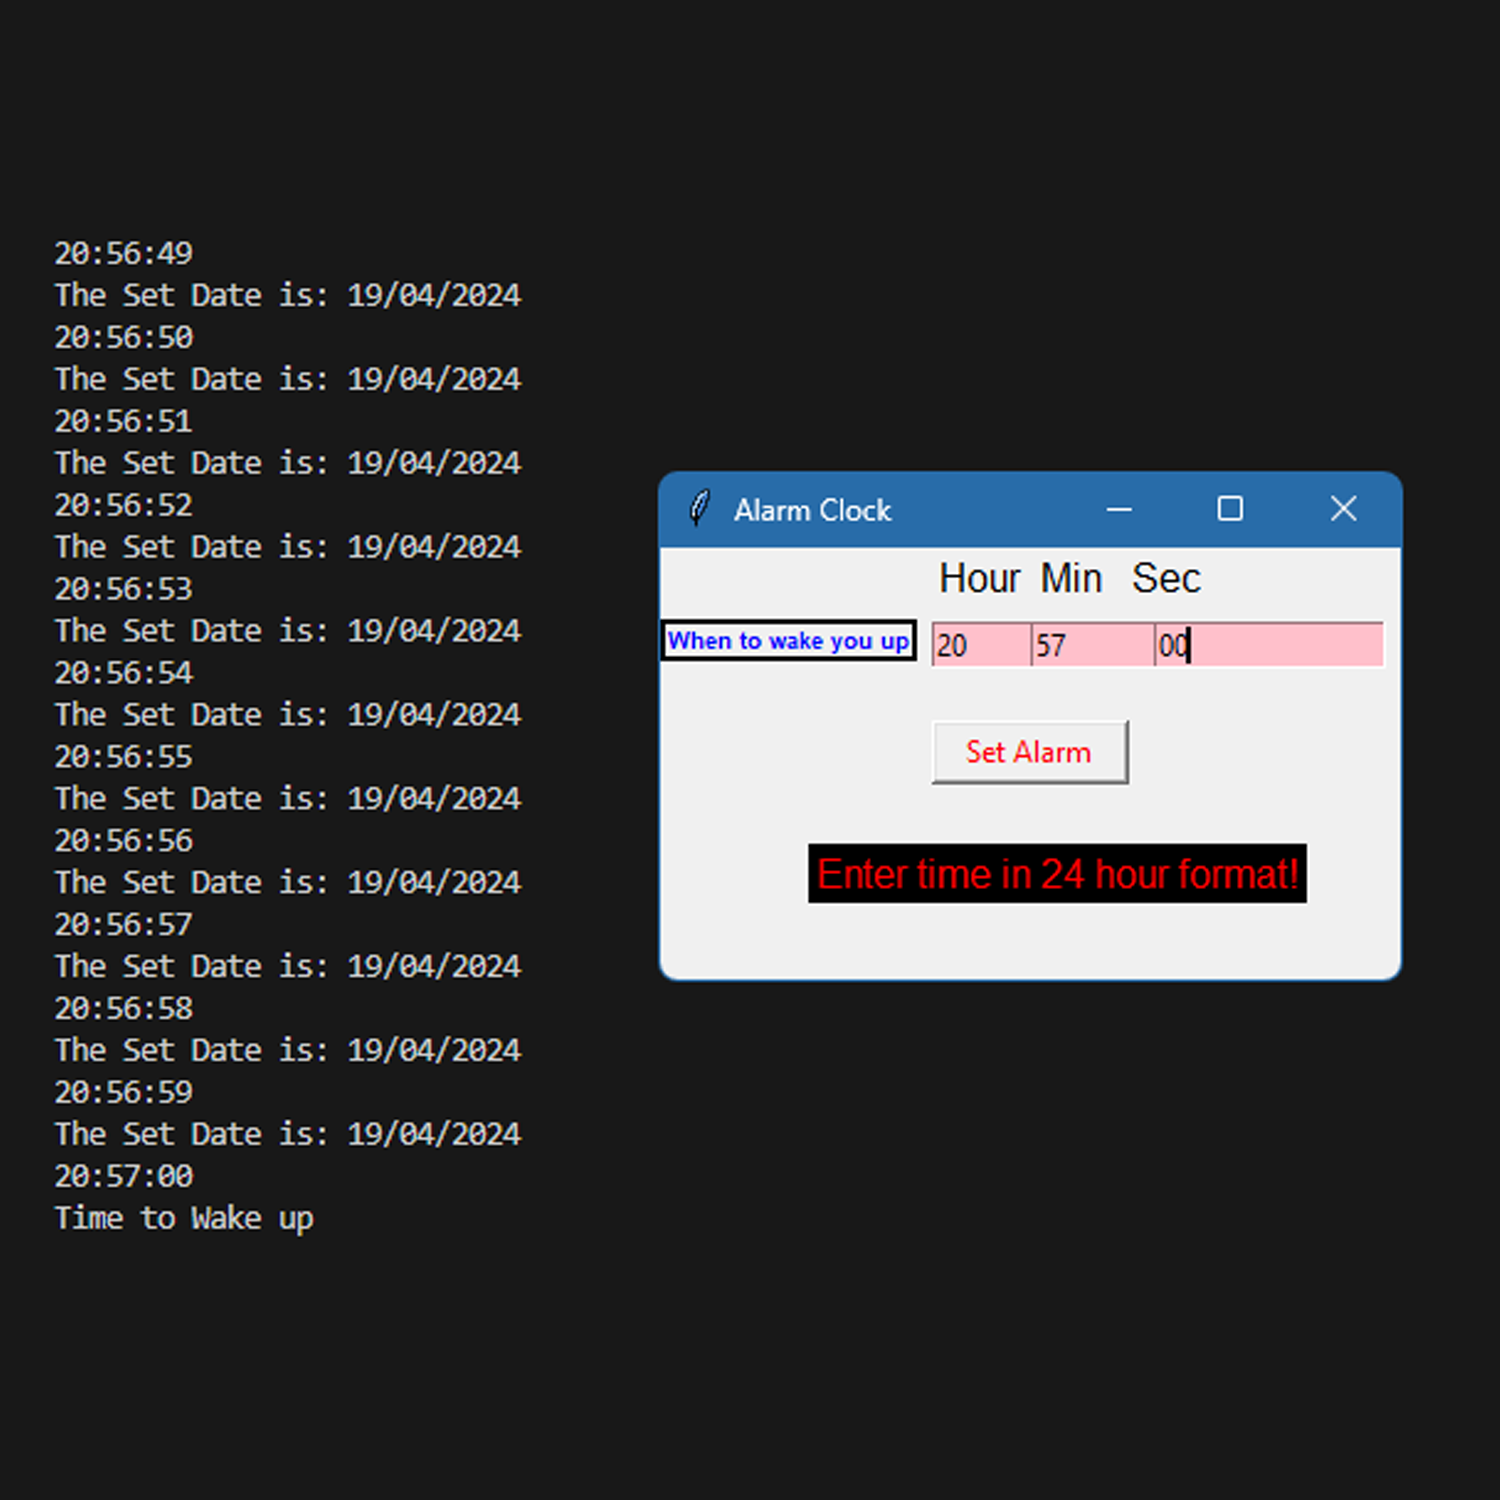 20:56:49
The Set Date is: 19/04/2024
20:56:50
The Set Date is: 19/04/2024
20:56:51
The Set Date is: 19/04/2024
20:56:52
The Set Date is: 19/04/2024
20:56:53
The Set Date is: 19/04/2024
20:56:54
The Set Date is: 19/04/2024
20:56:55
The Set Date is: 19/04/2024
20:56:56
The Set Date is: 19/04/2024
20:56:57
The Set Date is: 19/04/2024
20:56:58
The Set Date is: 19/04/2024
20:56:59
The Set Date is: 19/04/2024
20:57:00
Time to Wake up
Alarm Clock
Hour Min Sec
When to wake you up 20 57 00
Set Alarm
Enter time in 24 hour format!